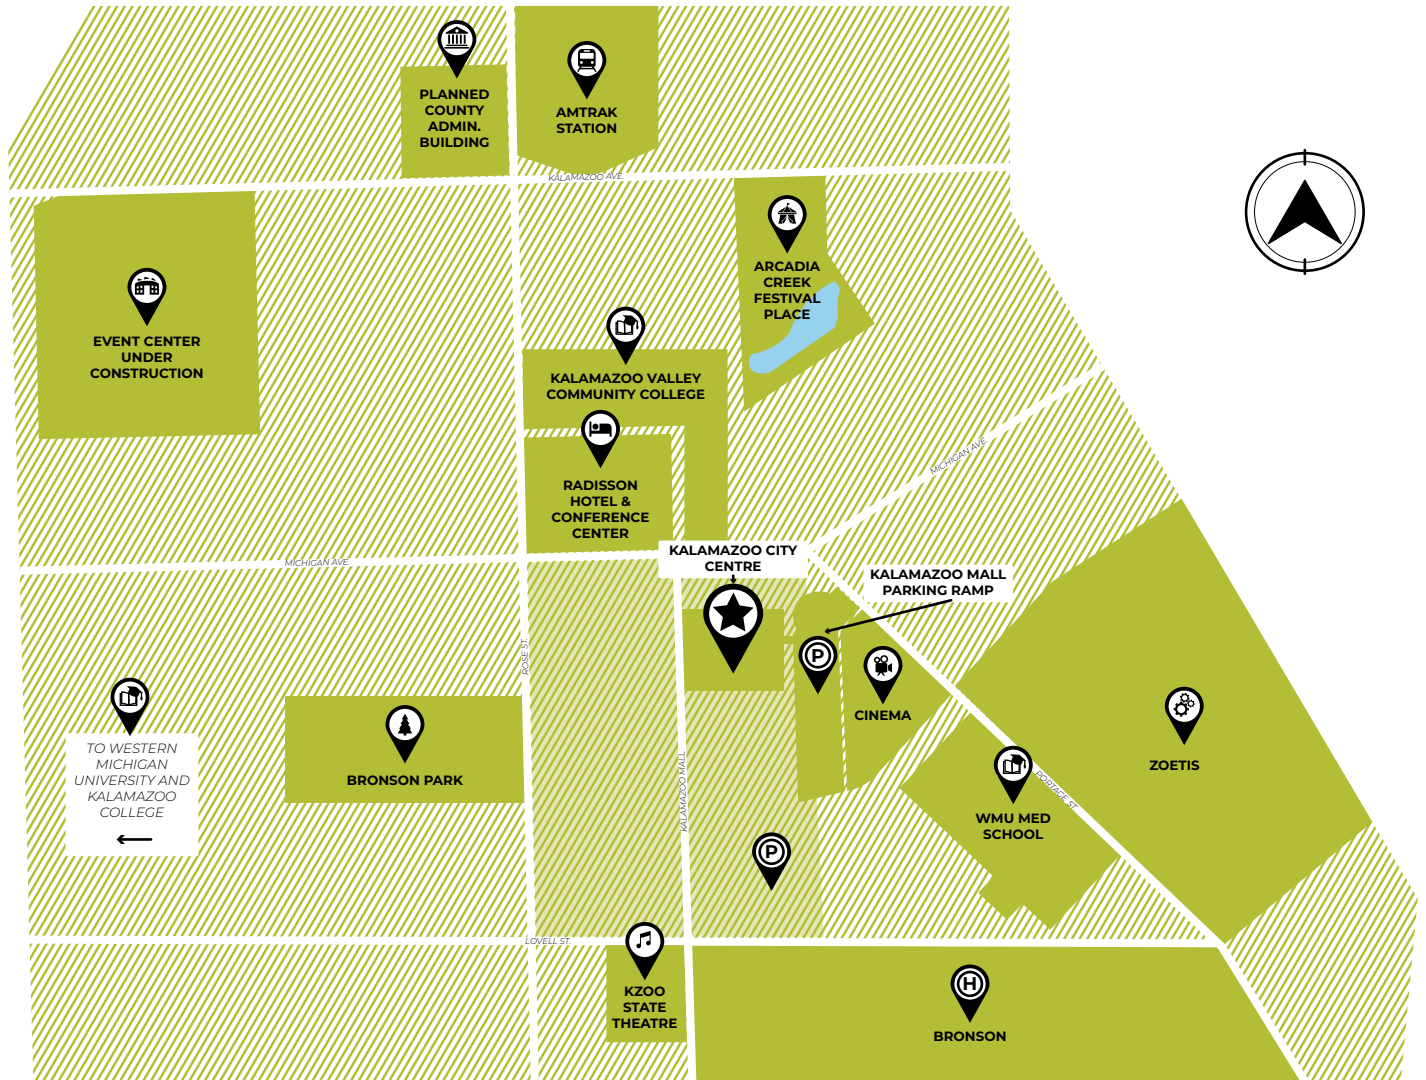 PLANNED
COUNTY
ADMIN.
BUILDING
AMTRAK
STATION
KALAMAZOO AVE.
ARCADIA
CREEK
FESTIVAL
PLACE
EVENT CENTER
UNDER
CONSTRUCTION
KALAMAZOO VALLEY
COMMUNITY COLLEGE
MICHIGAN AVE.
RADISSON
HOTEL &
CONFERENCE
CENTER
MICHIGAN AVE.
KALAMAZOO CITY
CENTRE
KALAMAZOO MALL
PARKING RAMP
ROSE ST.
P
CINEMA
TO WESTERN
MICHIGAN
UNIVERSITY AND
KALAMAZOO
COLLEGE
BRONSON PARK
KALAMAZOO MALL
ZOETIS
PORTAGE ST.
WMU MED
SCHOOL
P
LOVELL ST.
KZOO
STATE
THEATRE
H
BRONSON